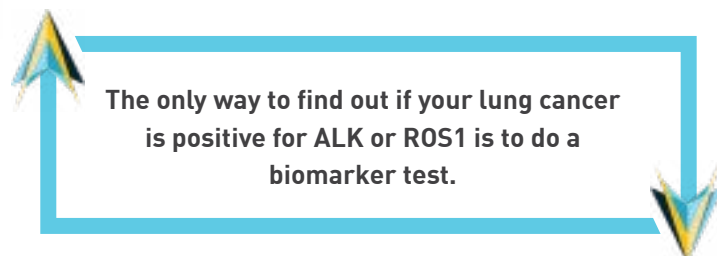 The only way to find out if your lung cancer
is positive for ALK or ROS1 is to do a
biomarker test.